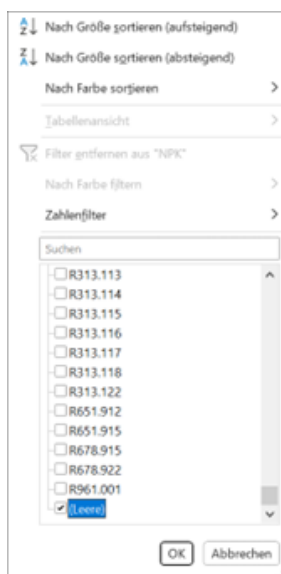 Nach Größe sortieren (aufsteigend)
Nach Größe sortieren (absteigend)
Nach Farbe sortieren
Tabellenansicht
Filter entfernen aus "NPK"
Nach Farbe filtern
Zahlenfilter
Suchen
R313.113
R313.114
R313.115
R313.116
R313.117
R313.118
R313.122
R651.912
R651.915
R678.915
R678.922
R961.001
(Leere)
OK Abbrechen